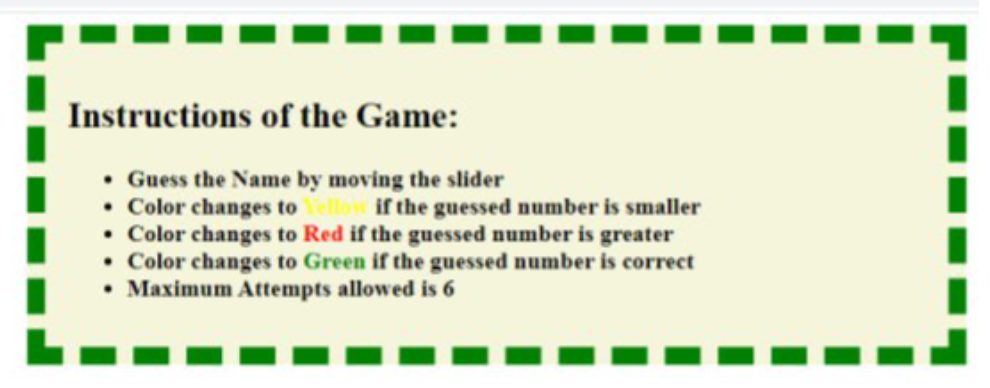 Instructions of the Game:
• Guess the Name by moving the slider
• Color changes to Yellow if the guessed number is smaller
• Color changes to Red if the guessed number is greater
• Color changes to Green if the guessed number is correct
• Maximum Attempts allowed is 6